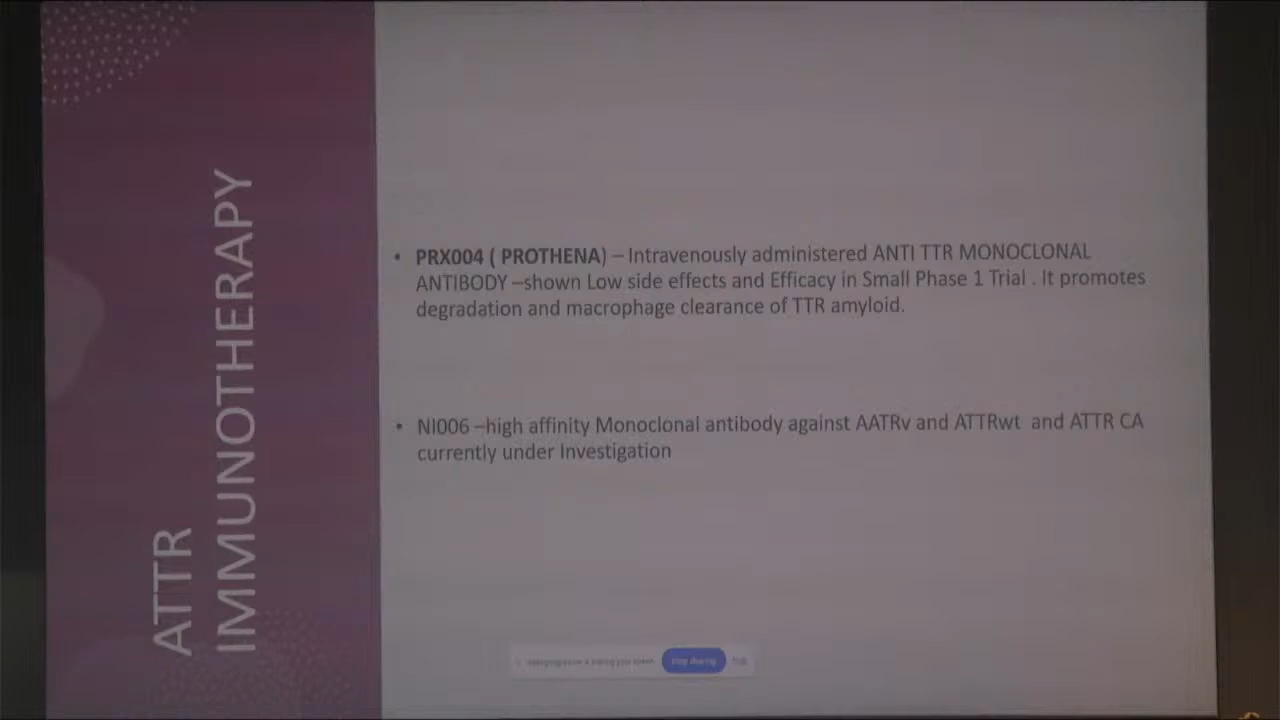 ATTR
IMMUNOTHERAPY
• PRX004 ( PROTHENA) – Intravenously administered ANTI TTR MONOCLONAL
ANTIBODY –shown Low side effects and Efficacy in Small Phase 1 Trial . It promotes
degradation and macrophage clearance of TTR amyloid.
• NI006 –high affinity Monoclonal antibody against AATRv and ATTRwt and ATTR CA
currently under Investigation
Stop sharing Hide